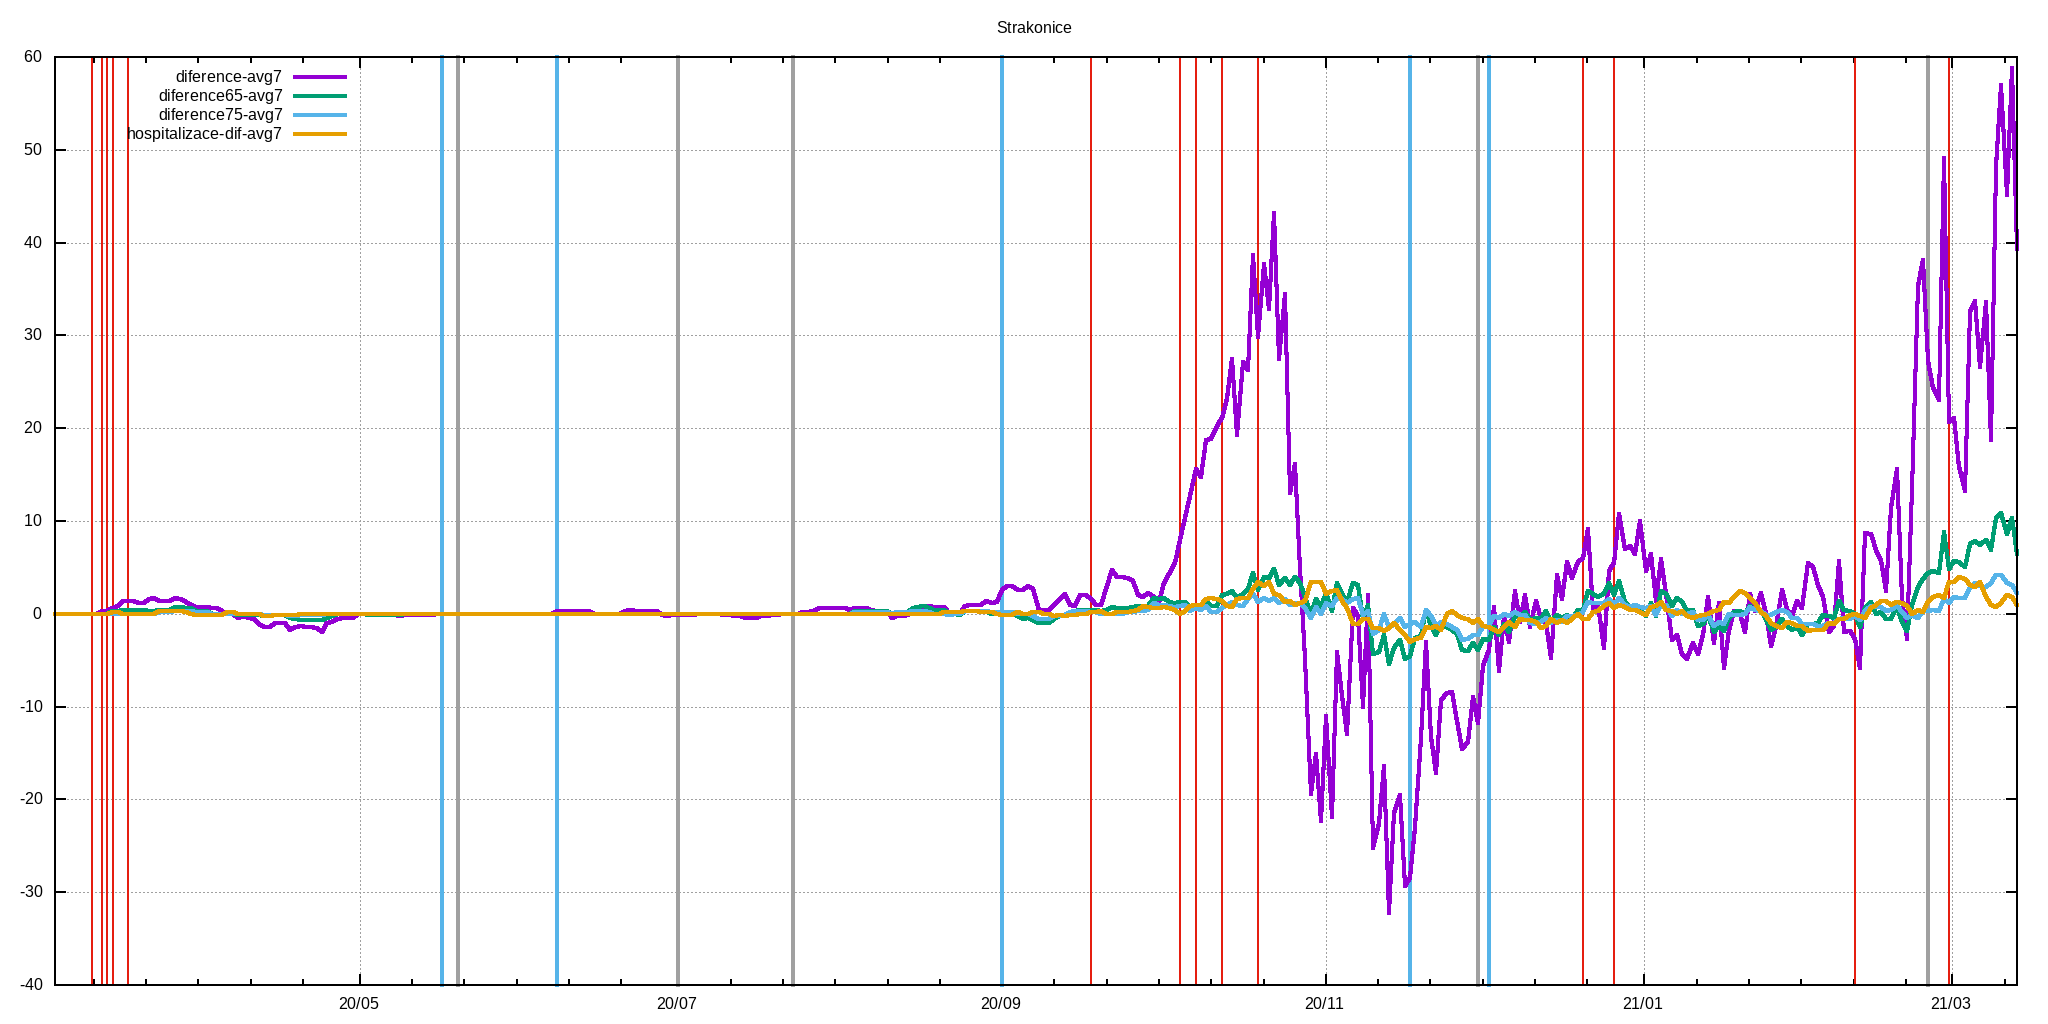 Strakonice
60
diference-avg7
diference65-avg7
diference75-avg7
hospitalizace-dif-avg7
50
40
30
20
10
0
-10
-20
-30
-40
20/05 20/07 20/09 20/11 21/01 21/03